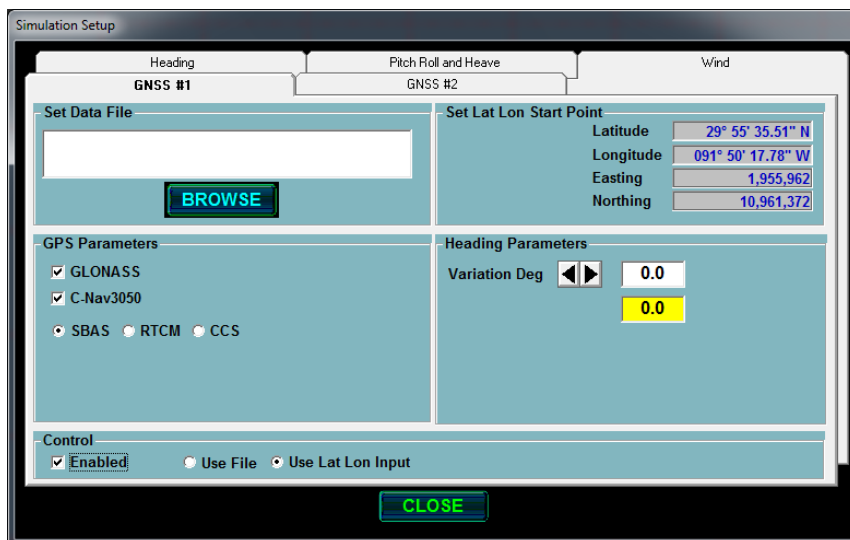 Simulation Setup
Heading
Pitch Roll and Heave
Wind
GNSS #1
GNSS #2
Set Data File
BROWSE
Set Lat Lon Start Point
Latitude 29° 55' 35.51" N
Longitude 091° 50' 17.78" W
Easting 1,955,962
Northing 10,961,372
GPS Parameters
GLONASS
C-Nav3050
SBAS RTCM CCS
Heading Parameters
Variation Deg 0.0
0.0
Control
Enabled Use File Use Lat Lon Input
CLOSE